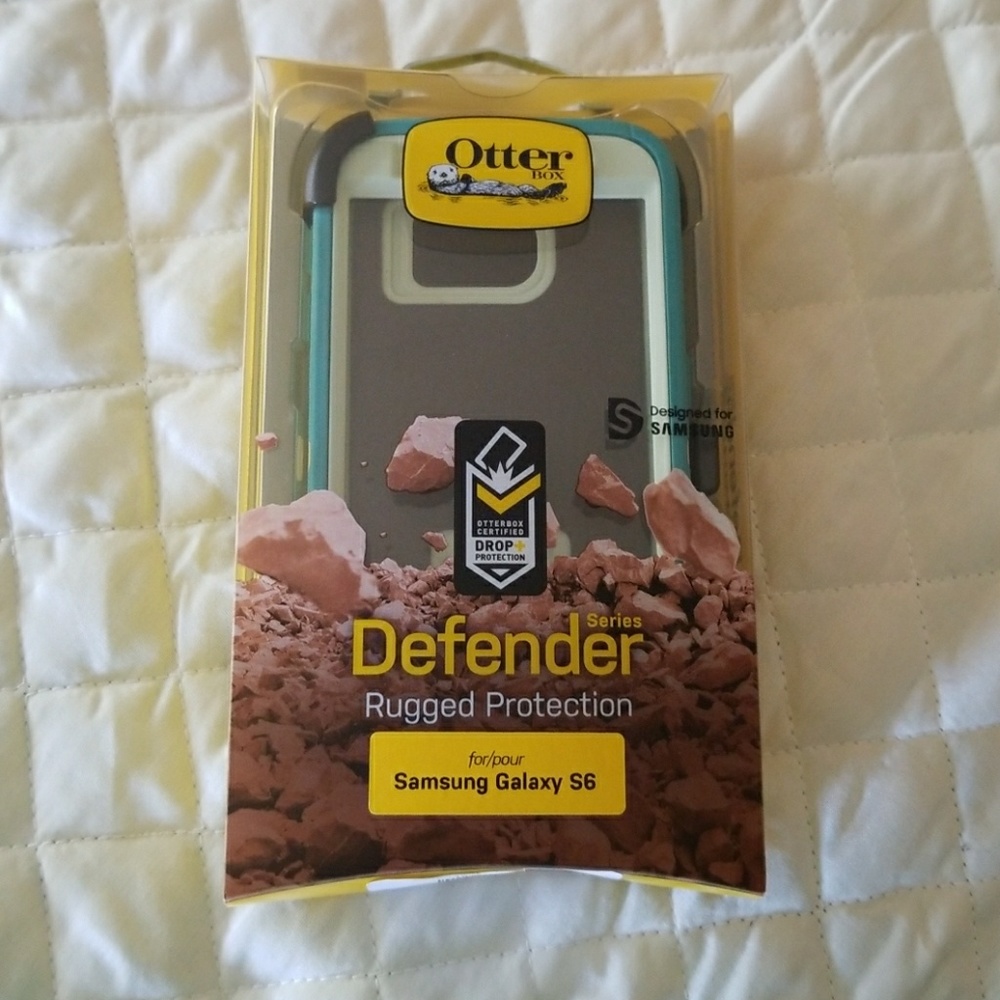 Otter
BOX
Designed for
SAMSUNG
OTTERBOX
CERTIFIED
DROP+
PROTECTION
Series
Defender
Rugged Protection
for/pour
Samsung Galaxy S6